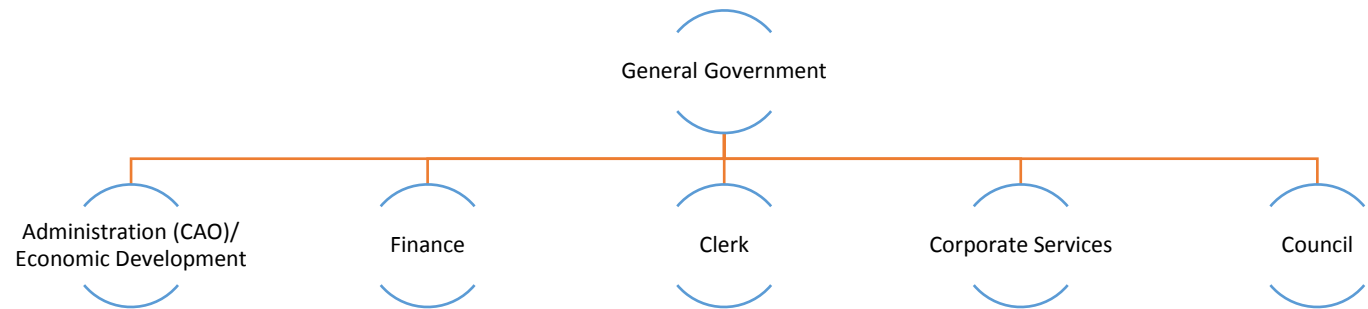 General Government
Administration (CAO)/
Economic Development
Finance
Clerk
Corporate Services
Council